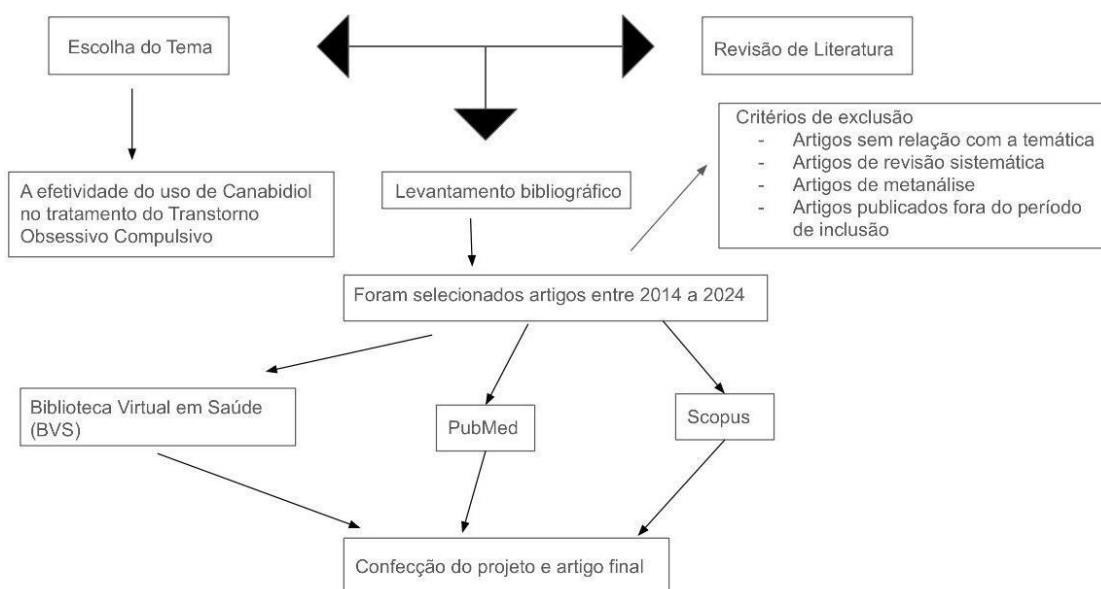 Escolha do Tema
Revisão de Literatura
Critérios de exclusão
- Artigos sem relação com a temática
- Artigos de revisão sistemática
- Artigos de metanálise
- Artigos publicados fora do período
de inclusão
A efetividade do uso de Canabidiol
no tratamento do Transtorno
Obsessivo Compulsivo
Levantamento bibliográfico
Foram selecionados artigos entre 2014 a 2024
Biblioteca Virtual em Saúde
(BVS)
PubMed
Scopus
Confecção do projeto e artigo final